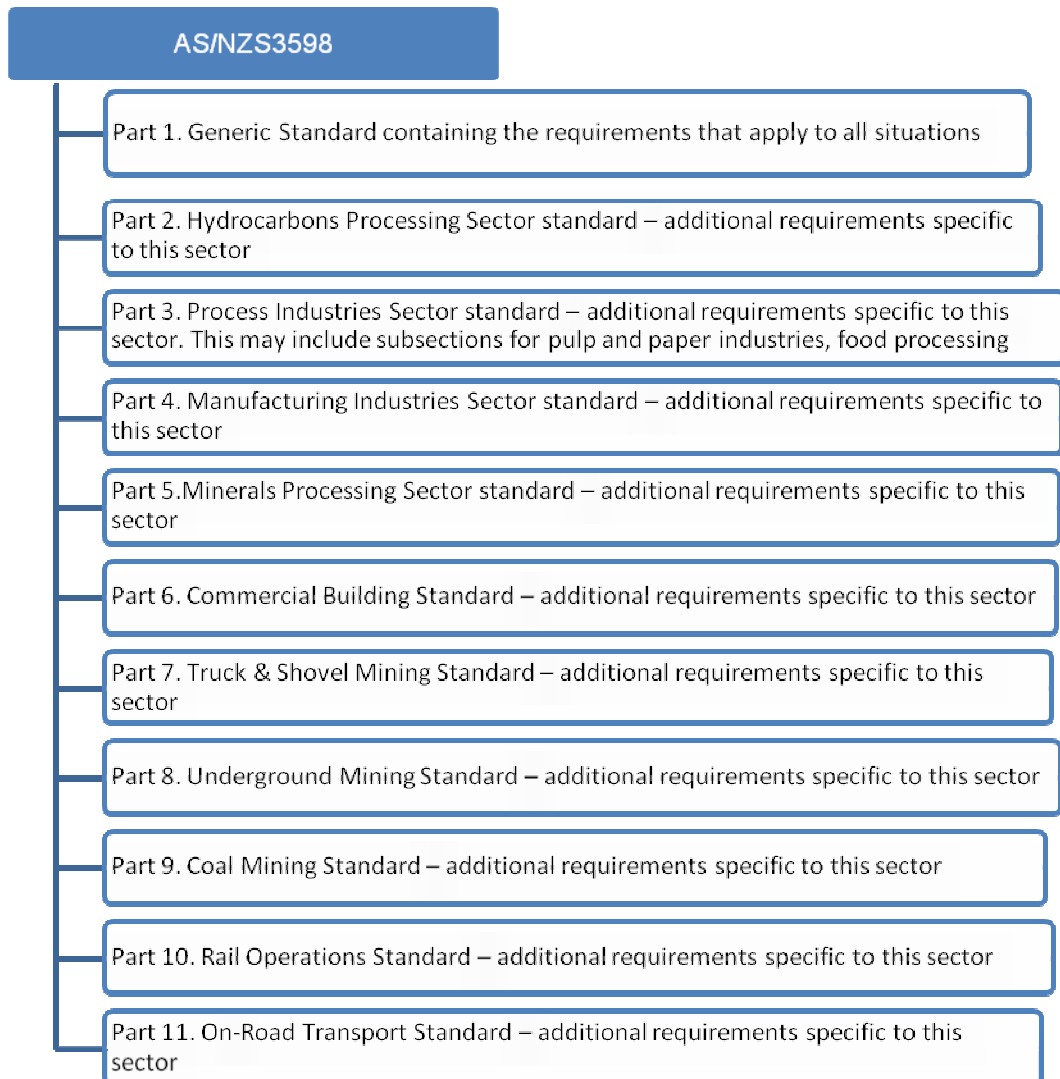 AS/NZS3598
Part 1. Generic Standard containing the requirements that apply to all situations
Part 2. Hydrocarbons Processing Sector standard – additional requirements specific
to this sector
Part 3. Process Industries Sector standard – additional requirements specific to this
sector. This may include subsections for pulp and paper industries, food processing
Part 4. Manufacturing Industries Sector standard – additional requirements specific to
this sector
Part 5.Minerals Processing Sector standard – additional requirements specific to this
sector
Part 6. Commercial Building Standard – additional requirements specific to this sector
Part 7. Truck & Shovel Mining Standard – additional requirements specific to this
sector
Part 8. Underground Mining Standard – additional requirements specific to this sector
Part 9. Coal Mining Standard – additional requirements specific to this sector
Part 10. Rail Operations Standard – additional requirements specific to this sector
Part 11. On-Road Transport Standard – additional requirements specific to this
sector